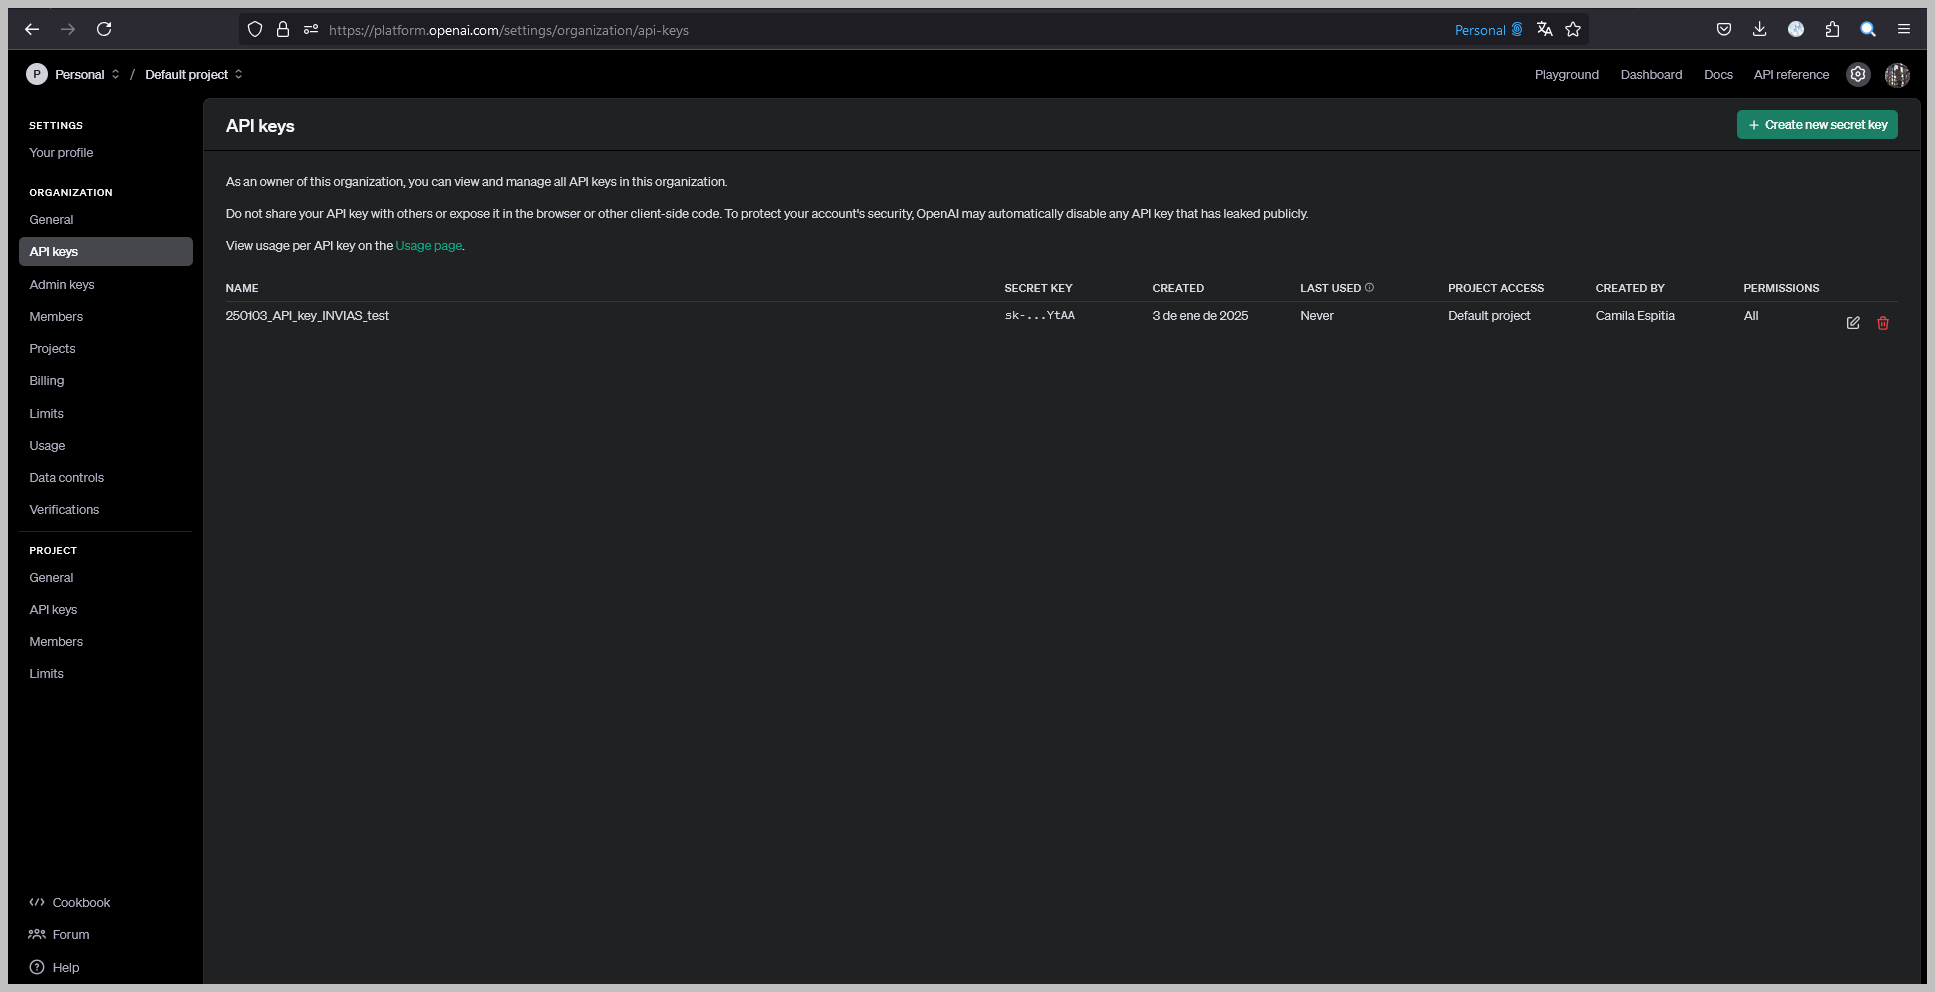 https://platform.openai.com/settings/organization/api-keys
Personal
P Personal / Default project
Playground Dashboard Docs API reference
SETTINGS
Your profile
ORGANIZATION
General
API keys
Admin keys
Members
Projects
Billing
Limits
Usage
Data controls
Verifications
PROJECT
General
API keys
Members
Limits
Cookbook
Forum
Help
API keys
+ Create new secret key
As an owner of this organization, you can view and manage all API keys in this organization.
Do not share your API key with others or expose it in the browser or other client-side code. To protect your account's security, OpenAI may automatically disable any API key that has leaked publicly.
View usage per API key on the Usage page.
NAME SECRET KEY CREATED LAST USED PROJECT ACCESS CREATED BY PERMISSIONS
250103_API_key_INVIAS_test sk-...YtAA 3 de ene de 2025 Never Default project Camila Espitia All